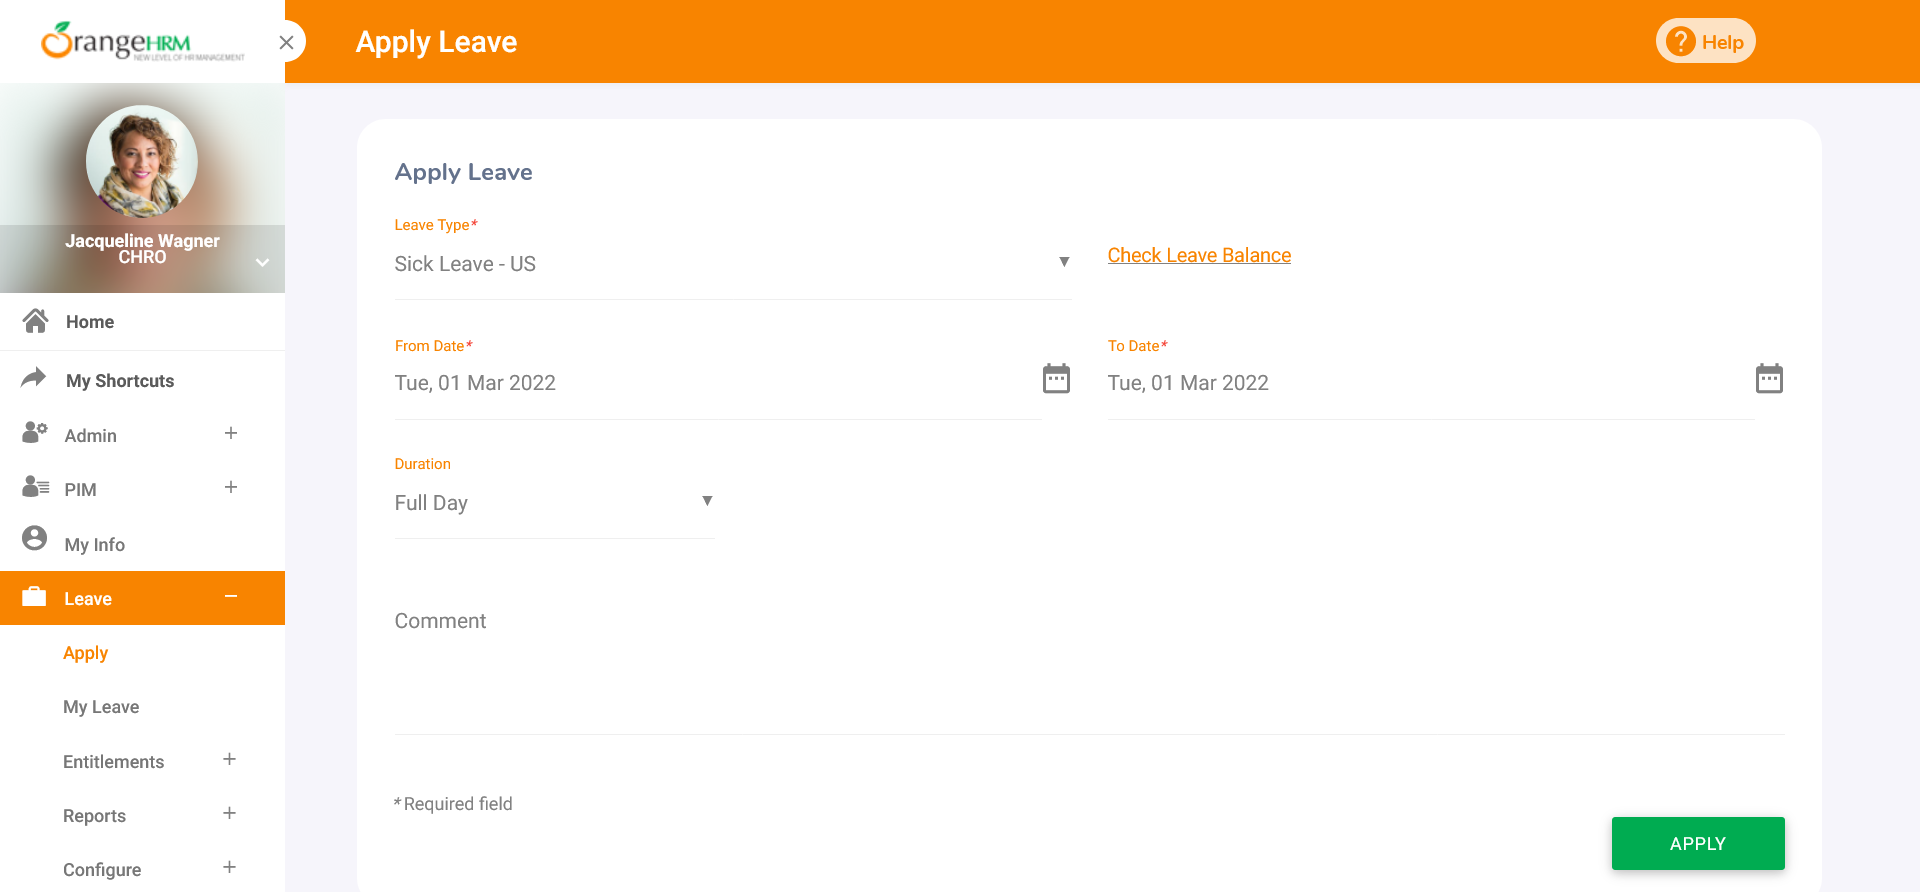 OrangeHRM
NEW LEVEL OF HR MANAGEMENT
Apply Leave
? Help
Jacqueline Wagner
CHRO
Home
My Shortcuts
Admin
PIM
My Info
Leave
Apply
My Leave
Entitlements
Reports
Configure
Apply Leave
Leave Type*
Sick Leave - US
Check Leave Balance
From Date*
Tue, 01 Mar 2022
To Date*
Tue, 01 Mar 2022
Duration
Full Day
Comment
* Required field
APPLY